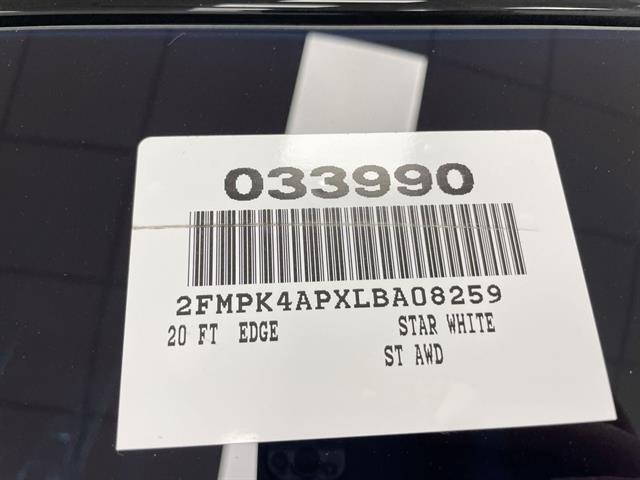 033990
2FMPK4APXLBA08259
20 FT EDGE STAR WHITE
ST AWD